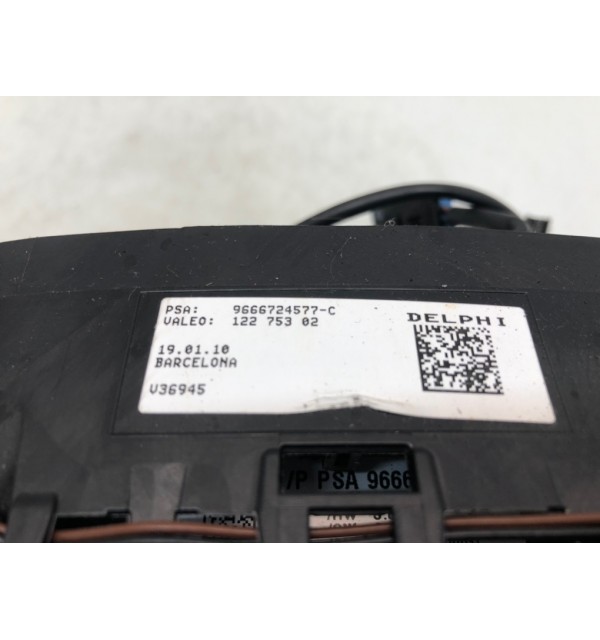 PSA: 9666724577-C
VALEO: 122 753 02
DELPHI
19.01.10
BARCELONA
V36945
/P PSA 9666